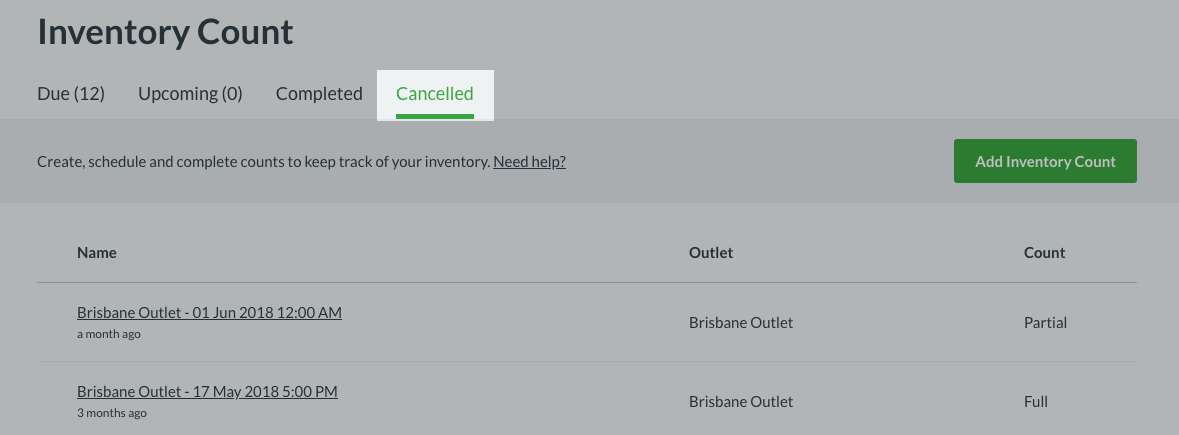 Inventory Count
Due (12) Upcoming (0) Completed Cancelled
Create, schedule and complete counts to keep track of your inventory. Need help? Add Inventory Count
Name Outlet Count
Brisbane Outlet - 01 Jun 2018 12:00 AM
a month ago
Brisbane Outlet Partial
Brisbane Outlet - 17 May 2018 5:00 PM
3 months ago
Brisbane Outlet Full